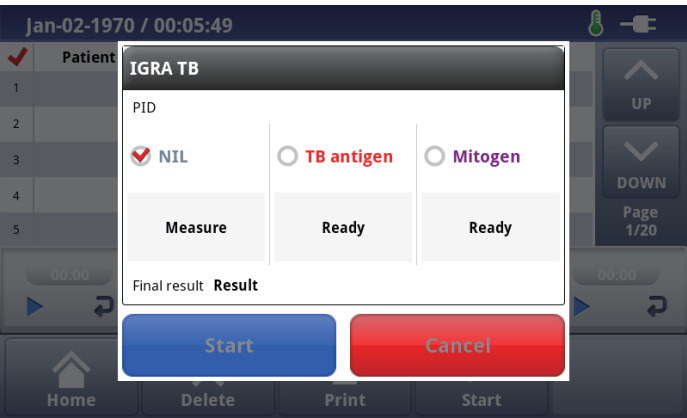 Jan-02-1970 / 00:05:49
Patient
IGRA TB
PID
NIL
TB antigen
Mitogen
Measure
Ready
Ready
Final result Result
Start
Cancel
1
2
3
4
5
UP
DOWN
Page
1/20
00:00
00:00
Home
Delete
Print
Start